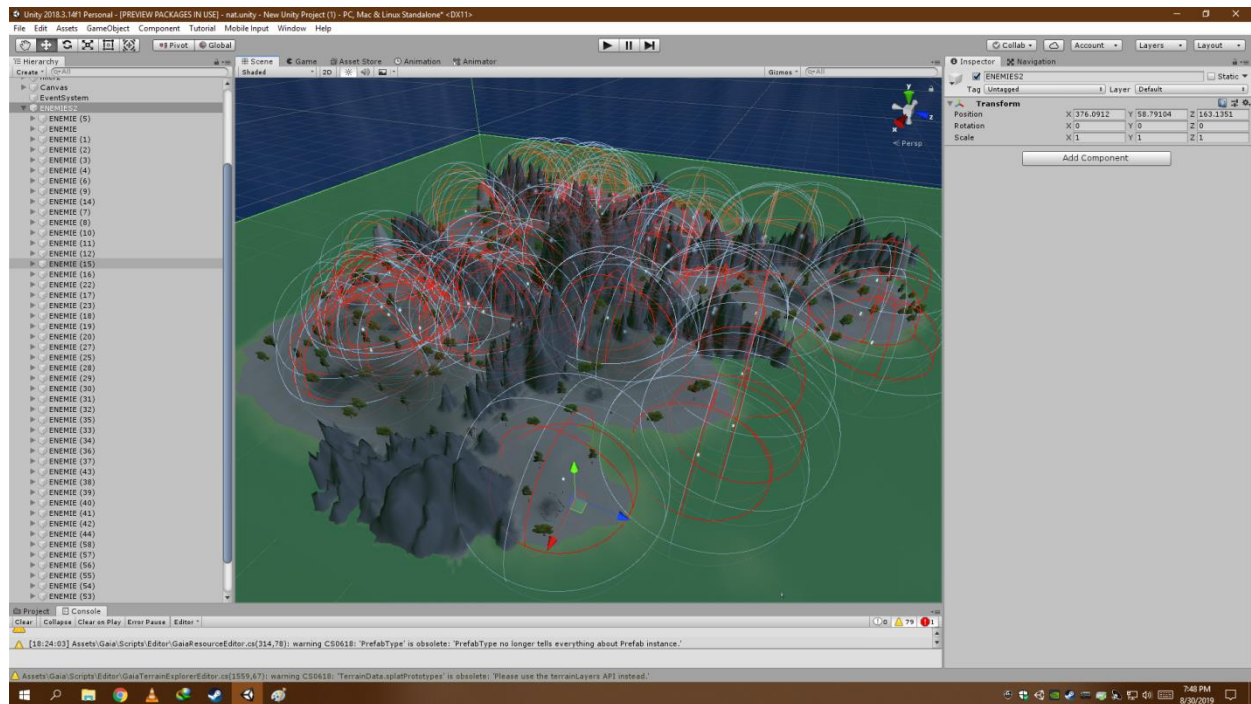 Unity 2018.3.14f1 Personal - [PREVIEW PACKAGES IN USE] - nat.unity - New Unity Project (1) - PC, Mac & Linux Standalone* <DX11>
File Edit Assets GameObject Component Tutorial Mobile Input Window Help
Pivot Global Collab Account Layers Layout
Hierarchy Scene Game Asset Store Animation Animator Inspector Navigation
Create All Shaded 2D Gizmos All ENEMIES2 Static
Tag Untagged Layer Default
Canvas
EventSystem
ENEMIES2
ENEMIE (5)
ENEMIE
ENEMIE (1)
ENEMIE (2)
ENEMIE (3)
ENEMIE (4)
ENEMIE (6)
ENEMIE (9)
ENEMIE (14)
ENEMIE (7)
ENEMIE (8)
ENEMIE (10)
ENEMIE (11)
ENEMIE (12)
ENEMIE (15)
ENEMIE (16)
ENEMIE (22)
ENEMIE (17)
ENEMIE (23)
ENEMIE (18)
ENEMIE (19)
ENEMIE (20)
ENEMIE (27)
ENEMIE (25)
ENEMIE (28)
ENEMIE (29)
ENEMIE (30)
ENEMIE (31)
ENEMIE (32)
ENEMIE (35)
ENEMIE (33)
ENEMIE (34)
ENEMIE (36)
ENEMIE (37)
ENEMIE (43)
ENEMIE (38)
ENEMIE (39)
ENEMIE (40)
ENEMIE (41)
ENEMIE (42)
ENEMIE (44)
ENEMIE (58)
ENEMIE (57)
ENEMIE (56)
ENEMIE (55)
ENEMIE (54)
ENEMIE (53)
y
z
x
Persp
Transform
Position X 376.0912 Y 58.79104 Z 163.1351
Rotation X 0 Y 0 Z 0
Scale X 1 Y 1 Z 1
Add Component
Project Console
Clear Collapse Clear on Play Error Pause Editor 0 79 1
[18:24:03] Assets\Gaia\Scripts\Editor\GaiaResourceEditor.cs(314,78): warning CS0618: 'PrefabType' is obsolete: 'PrefabType no longer tells everything about Prefab instance.'
Assets\Gaia\Scripts\Editor\GaiaTerrainExplorerEditor.cs(1559,67): warning CS0618: 'TerrainData.splatPrototypes' is obsolete: 'Please use the terrainLayers API instead.'
7:48 PM
8/30/2019